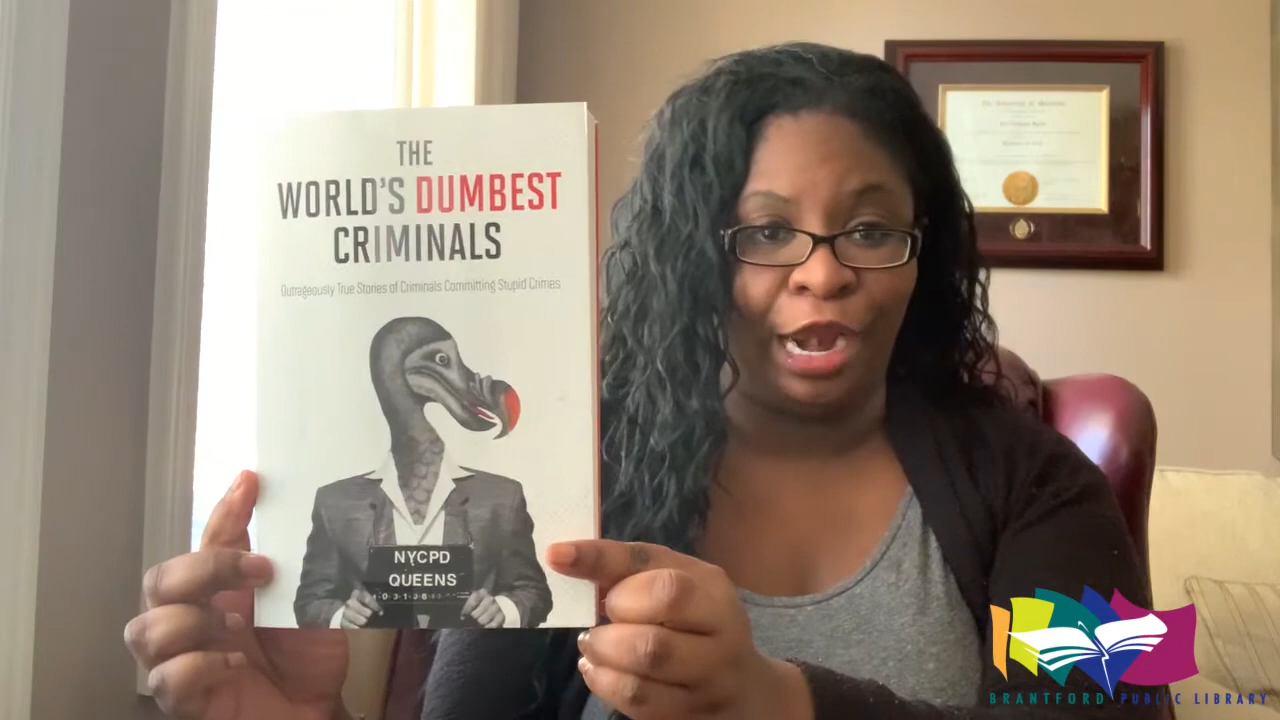 THE
WORLD'S DUMBEST
CRIMINALS
Outrageously True Stories of Criminals Committing Stupid Crimes
NYCPD
QUEENS
BRANTFORD PUBLIC LIBRARY